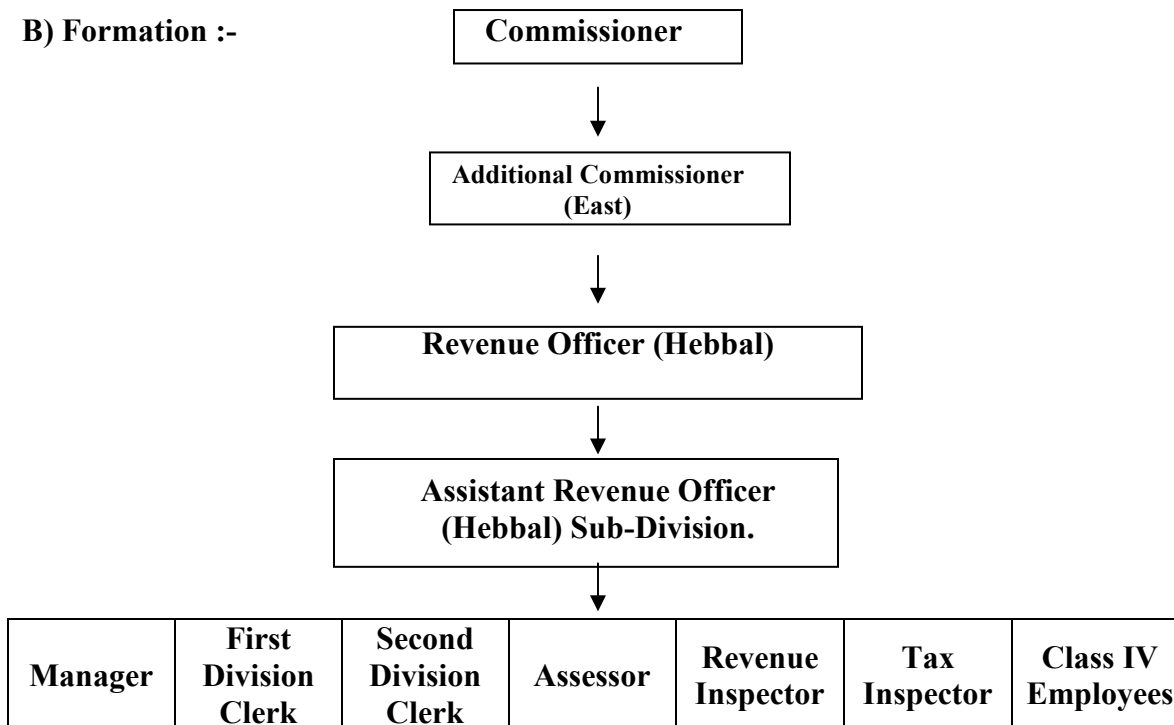 B) Formation :-
Commissioner
Additional Commissioner
(East)
Revenue Officer (Hebbal)
Assistant Revenue Officer
(Hebbal) Sub-Division.
Manager
First
Division
Clerk
Second
Division
Clerk
Assessor
Revenue
Inspector
Tax
Inspector
Class IV
Employees